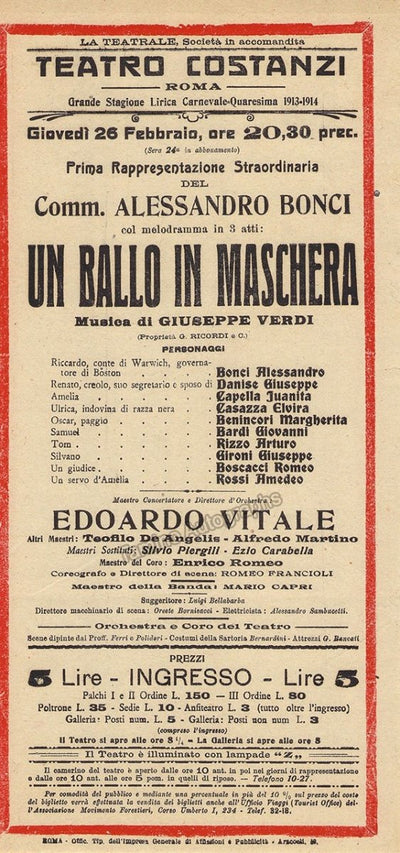 LA TEATRALE, Società in accomandita
TEATRO COSTANZI
ROMA
Grande Stagione Lirica Carnevale-Quaresima 1913-1914
Giovedì 26 Febbraio, ore 20,30 prec.
(Sera 24ª in abbonamento)
Prima Rappresentazione Straordinaria
DEL
Comm. ALESSANDRO BONCI
col melodramma in 3 atti:
UN BALLO IN MASCHERA
Musica di GIUSEPPE VERDI
(Proprietà G. RICORDI e C.)
PERSONAGGI
Riccardo, conte di Warwich, governa-
tore di Boston . . . . Bonci Alessandro
Renato, creolo, suo segretario e sposo di Danise Giuseppe
Amelia . . . . . . Capella Juanita
Ulrica, indovina di razza nera . . Casazza Elvira
Oscar, paggio . . . . . Benincori Margherita
Samuel . . . . . . Bardi Giovanni
Tom . . . . . . Rizzo Arturo
Silvano . . . . . . Gironi Giuseppe
Un giudice . . . . . Boscacci Romeo
Un servo d'Amelia . . . . Rossi Amedeo
Maestro Concertatore e Direttore d'Orchestra
EDOARDO VITALE
Altri Maestri: Teofilo De Angelis - Alfredo Martino
Maestri Sostituti: Silvio Piergili - Ezio Carabella
Maestro del Coro: Enrico Romeo
Coreografo e Direttore di scena: ROMEO FRANCIOLI
Maestro della Banda: MARIO CAPRI
Suggeritore: Luigi Bellabarba
Direttore macchinario di scena: Oreste Bornioccni - Elettricista: Alessandro Sambucetti.
Orchestra e Coro del Teatro
Scene dipinte dai Proff. Ferri e Polidori - Costumi della Sartoria Bernardini - Attrezzi G. Bancati
PREZZI
5 Lire - INGRESSO - Lire 5
Palchi I e II Ordine L. 150 — III Ordine L. 80
Poltrone L. 35 - Sedie L. 10 - Anfiteatro L. 3 (tutto oltre l'ingresso)
Galleria: Posti num. L. 5 - Galleria: Posti non num L. 3
(compreso l'ingresso)
Il Teatro si apre alle ore 8 ¼ - La Galleria si apre alle ore 8
Il Teatro è illuminato con lampade "Z"
Il camerino del teatro è aperto dalle ore 10 ant. in poi nei giorni di rappresentazione
e dalle ore 10 ant. alle ore 5 pom. in quelli di riposo. — Telefono 10-27.
Per comodità del pubblico e mediante una percentuale in più del 10 % sul prezzo del costo
del biglietto verrà effettuata la vendita dei biglietti anche all'Ufficio Viaggi (Tourist Office) del-
l'Associazione Movimento Forestieri, Corso Umberto I, 234 - Telef. 32-18.
ROMA - Offic. Tip. dell'Impresa Generale di Affissioni e Pubblicità - Aracoeli, 59.